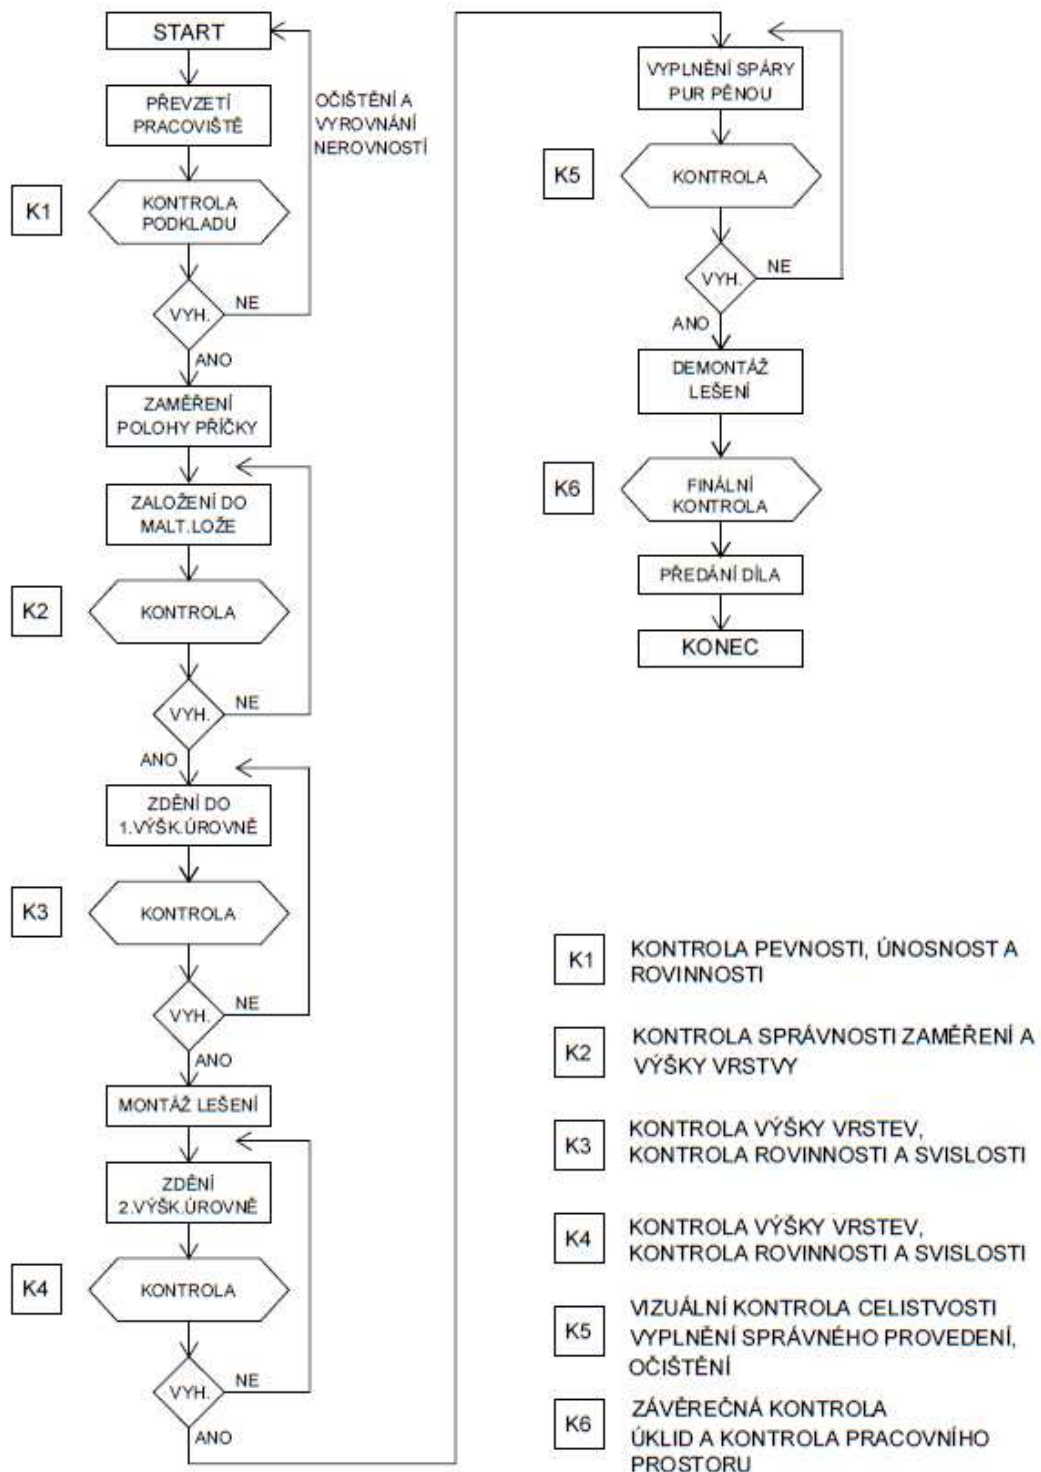 START
PŘEVZETÍ
PRACOVIŠTĚ
OČIŠTĚNÍ A
VYROVNÁNÍ
NEROVNOSTÍ
K1
KONTROLA
PODKLADU
VYH.
NE
ANO
ZAMĚŘENÍ
POLOHY PŘÍČKY
ZALOŽENÍ DO
MALT.LOŽE
K2
KONTROLA
VYH.
NE
ANO
ZDĚNÍ DO
1.VÝŠK.ÚROVNĚ
K3
KONTROLA
VYH.
NE
ANO
MONTÁŽ LEŠENÍ
ZDĚNÍ
2.VÝŠK.ÚROVNĚ
K4
KONTROLA
VYH.
NE
ANO
VYPLNĚNÍ SPÁRY
PUR PĚNOU
K5
KONTROLA
VYH.
NE
ANO
DEMONTÁŽ
LEŠENÍ
K6
FINÁLNÍ
KONTROLA
PŘEDÁNÍ DÍLA
KONEC
K1
KONTROLA PEVNOSTI, ÚNOSNOST A
ROVINNOSTI
K2
KONTROLA SPRÁVNOSTI ZAMĚŘENÍ A
VÝŠKY VRSTVY
K3
KONTROLA VÝŠKY VRSTEV,
KONTROLA ROVINNOSTI A SVISLOSTI
K4
KONTROLA VÝŠKY VRSTEV,
KONTROLA ROVINNOSTI A SVISLOSTI
K5
VIZUÁLNÍ KONTROLA CELISTVOSTI
VYPLNĚNÍ SPRÁVNÉHO PROVEDENÍ,
OČIŠTĚNÍ
K6
ZÁVĚREČNÁ KONTROLA
ÚKLID A KONTROLA PRACOVNÍHO
PROSTORU